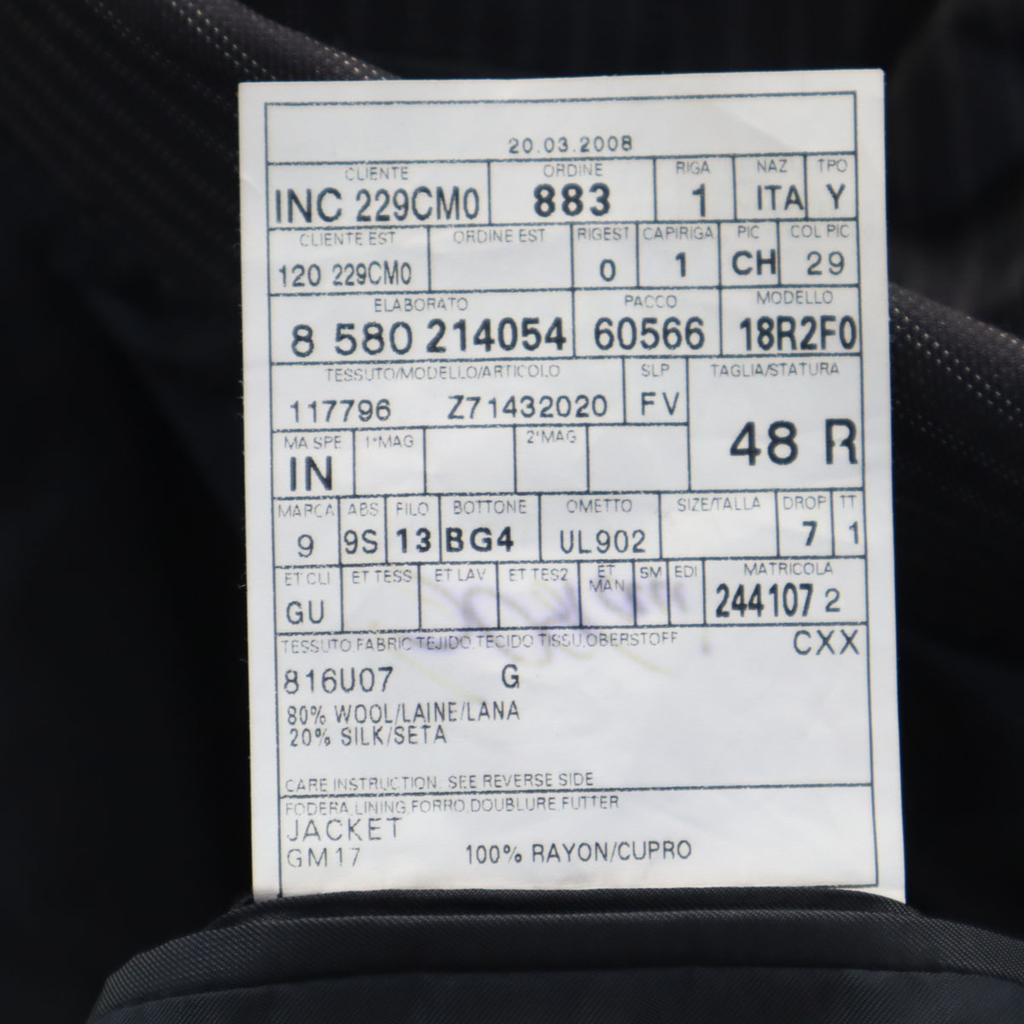 20.03.2008
CLIENTE ORDINE RIGA NAZ TPO
INC 229CM0 883 1 ITA Y
CLIENTE EST ORDINE EST RIGEST CAPIRIGA PIC COL PIC
120 229CM0 0 1 CH 29
ELABORATO PACCO MODELLO
8 580 214054 60566 18R2F0
TESSUTO/MODELLO/ARTICOLO SLP TAGLIA/STATURA
117796 Z71432020 FV 48 R
MA SPE 1°MAG 2°MAG
IN
MARCA ABS FILO BOTTONE OMETTO SIZE/TALLA DROP TT
9 9S 13 BG4 UL902 7 1
ET CLI ET TESS ET LAV ET TES2 ET MAN SM EDI MATRICOLA
GU 244107 2
TESSUTO,FABRIC,TEJIDO,TECIDO,TISSU,OBERSTOFF CXX
816U07 G
80% WOOL/LAINE/LANA
20% SILK/SETA
CARE INSTRUCTION: SEE REVERSE SIDE
FODERA,LINING,FORRO,DOUBLURE,FUTTER
JACKET
GM17 100% RAYON/CUPRO